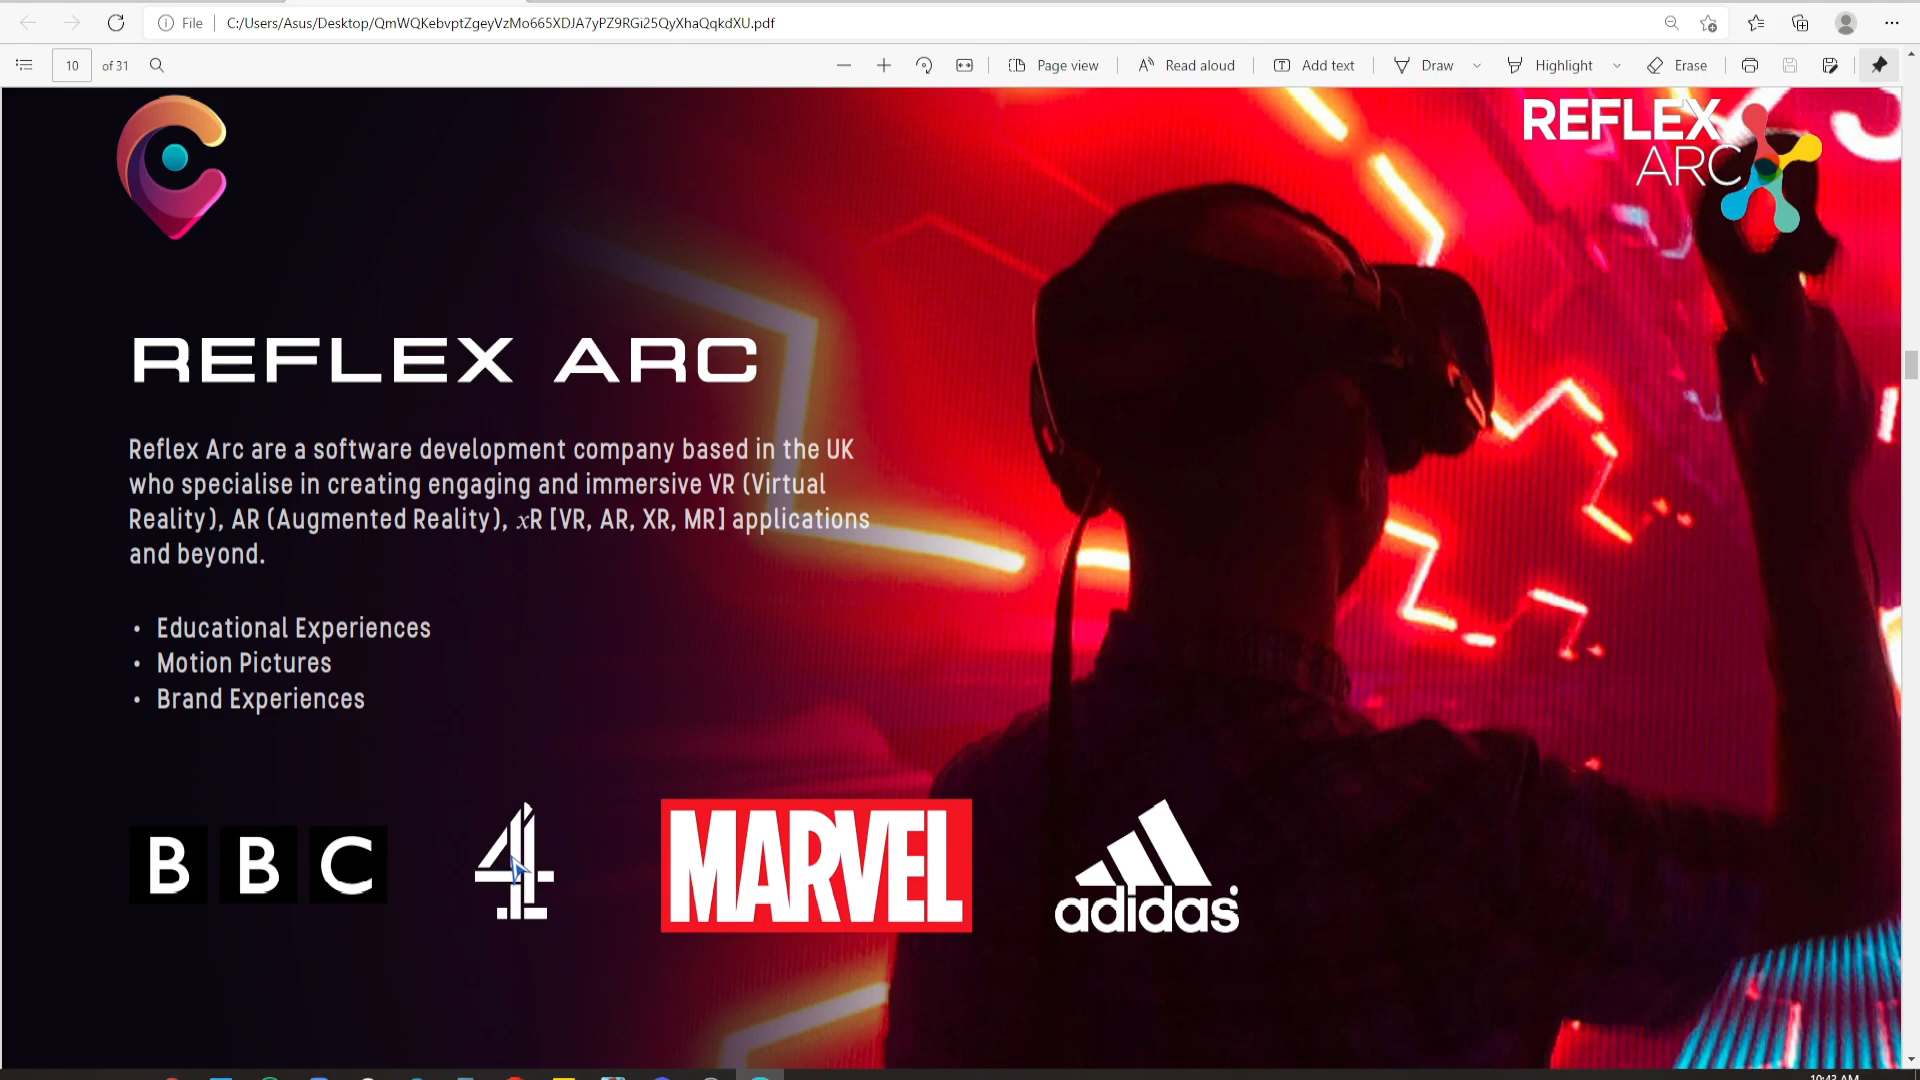 File
C:/Users/Asus/Desktop/QmWQKebvptZgeyVzMo665XDJA7yPZ9RGi25QyXhaQqkdXU.pdf
10 of 31
Page view
Read aloud
Add text
Draw
Highlight
Erase
REFLEX
ARC
REFLEX ARC
Reflex Arc are a software development company based in the UK
who specialise in creating engaging and immersive VR (Virtual
Reality), AR (Augmented Reality), xR [VR, AR, XR, MR] applications
and beyond.
• Educational Experiences
• Motion Pictures
• Brand Experiences
BBC
4
MARVEL
adidas
10:43 AM